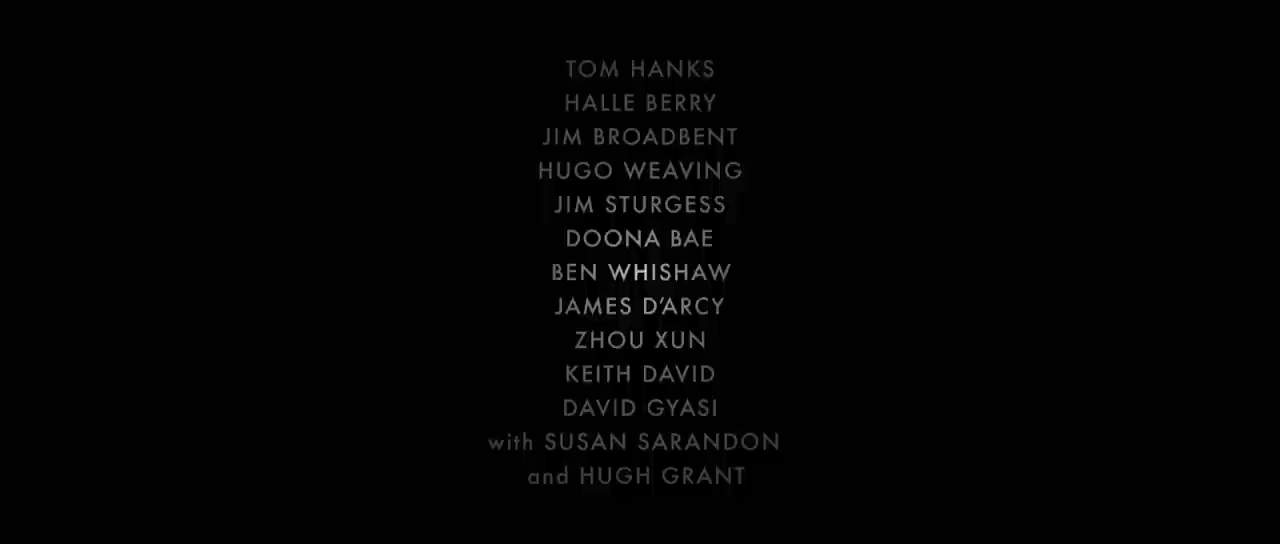 TOM HANKS
HALLE BERRY
JIM BROADBENT
HUGO WEAVING
JIM STURGESS
DOONA BAE
BEN WHISHAW
JAMES D'ARCY
ZHOU XUN
KEITH DAVID
DAVID GYASI
with SUSAN SARANDON
and HUGH GRANT